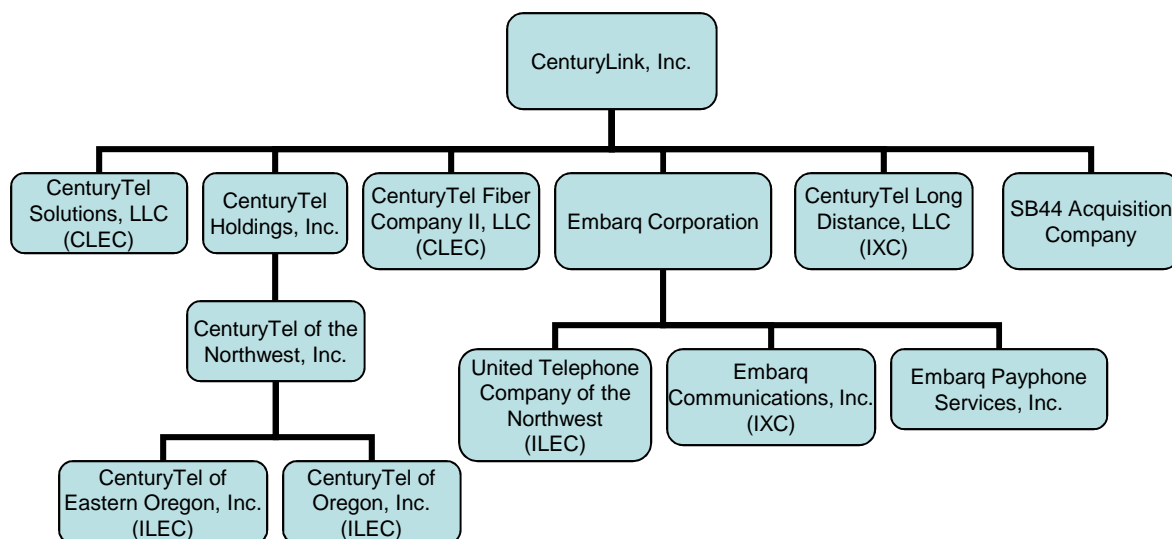 CenturyLink, Inc.
CenturyTel
Solutions, LLC
(CLEC)
CenturyTel
Holdings, Inc.
CenturyTel Fiber
Company II, LLC
(CLEC)
Embarq Corporation
CenturyTel Long
Distance, LLC
(IXC)
SB44 Acquisition
Company
CenturyTel of the
Northwest, Inc.
United Telephone
Company of the
Northwest
(ILEC)
Embarq
Communications, Inc.
(IXC)
Embarq Payphone
Services, Inc.
CenturyTel of
Eastern Oregon, Inc.
(ILEC)
CenturyTel of
Oregon, Inc.
(ILEC)